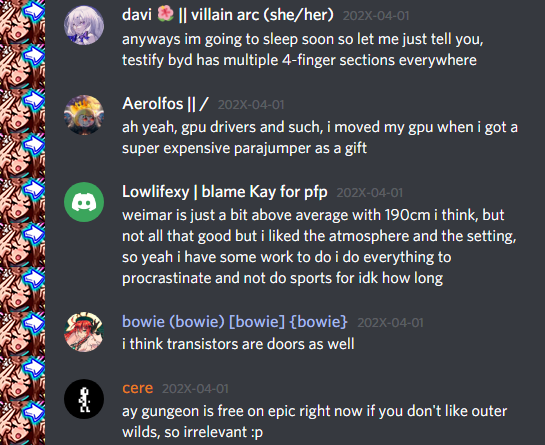 davi 🌺 || villain arc (she/her) 202X-04-01
anyways im going to sleep soon so let me just tell you,
testify byd has multiple 4-finger sections everywhere
Aerolfos || / 202X-04-01
ah yeah, gpu drivers and such, i moved my gpu when i got a
super expensive parajumper as a gift
Lowlifexy | blame Kay for pfp 202X-04-01
weimar is just a bit above average with 190cm i think, but
not all that good but i liked the atmosphere and the setting,
so yeah i have some work to do i do everything to
procrastinate and not do sports for idk how long
bowie (bowie) [bowie] {bowie} 202X-04-01
i think transistors are doors as well
cere 202X-04-01
ay gungeon is free on epic right now if you don't like outer
wilds, so irrelevant :p